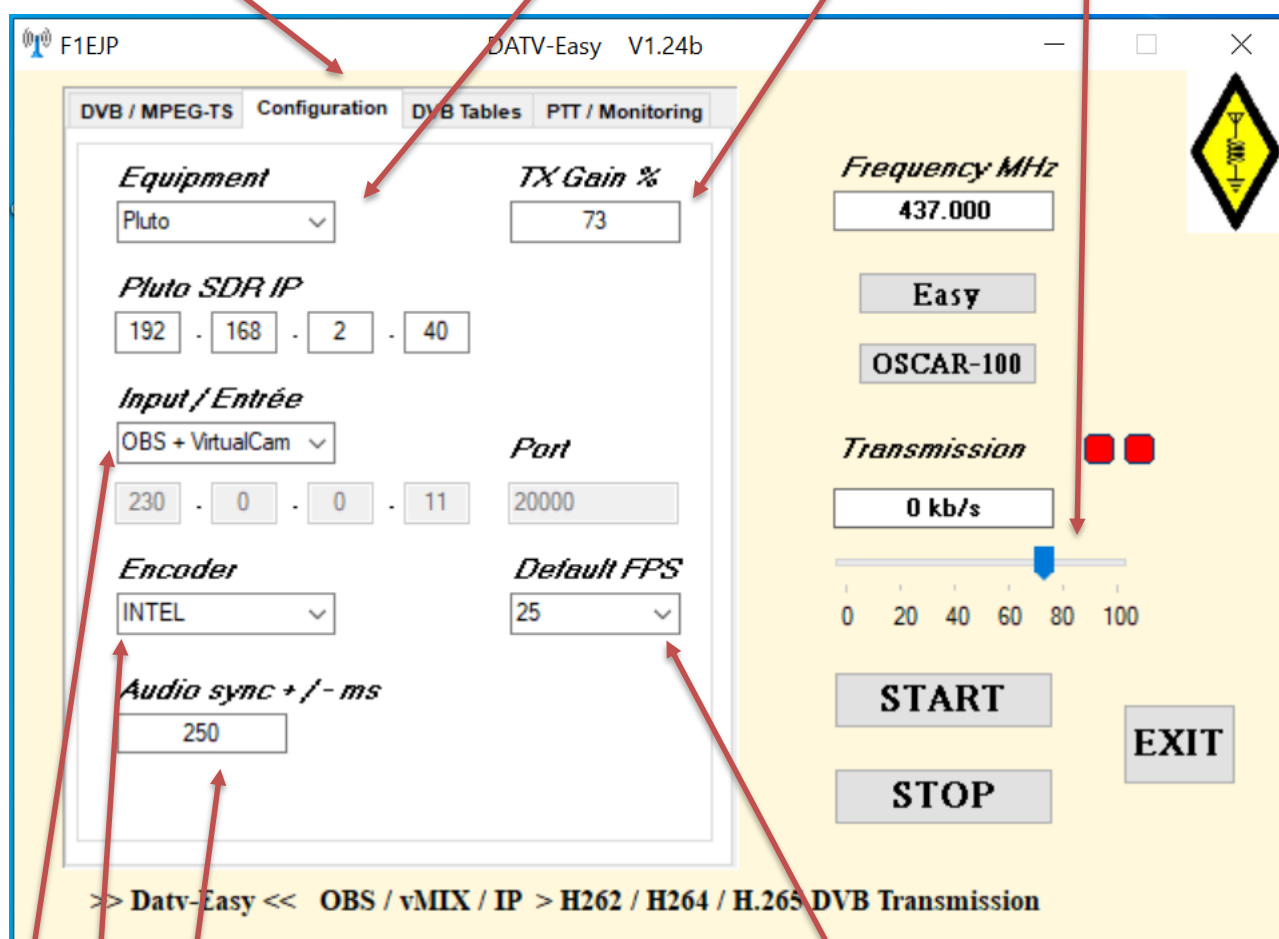 F1EJP DATV-Easy V1.24b
DVB / MPEG-TS Configuration DVB Tables PTT / Monitoring
Equipment TX Gain %
Pluto 73
Pluto SDR IP
192 . 168 . 2 . 40
Input / Entrée
OBS + VirtualCam Port
230 . 0 . 0 . 11 20000
Encoder Default FPS
INTEL 25
Audio sync + / - ms
250
Frequency MHz
437.000
Easy
OSCAR-100
Transmission
0 kb/s
0 20 40 60 80 100
START
EXIT
STOP
>> Datv-Easy << OBS / vMIX / IP > H262 / H264 / H.265 DVB Transmission